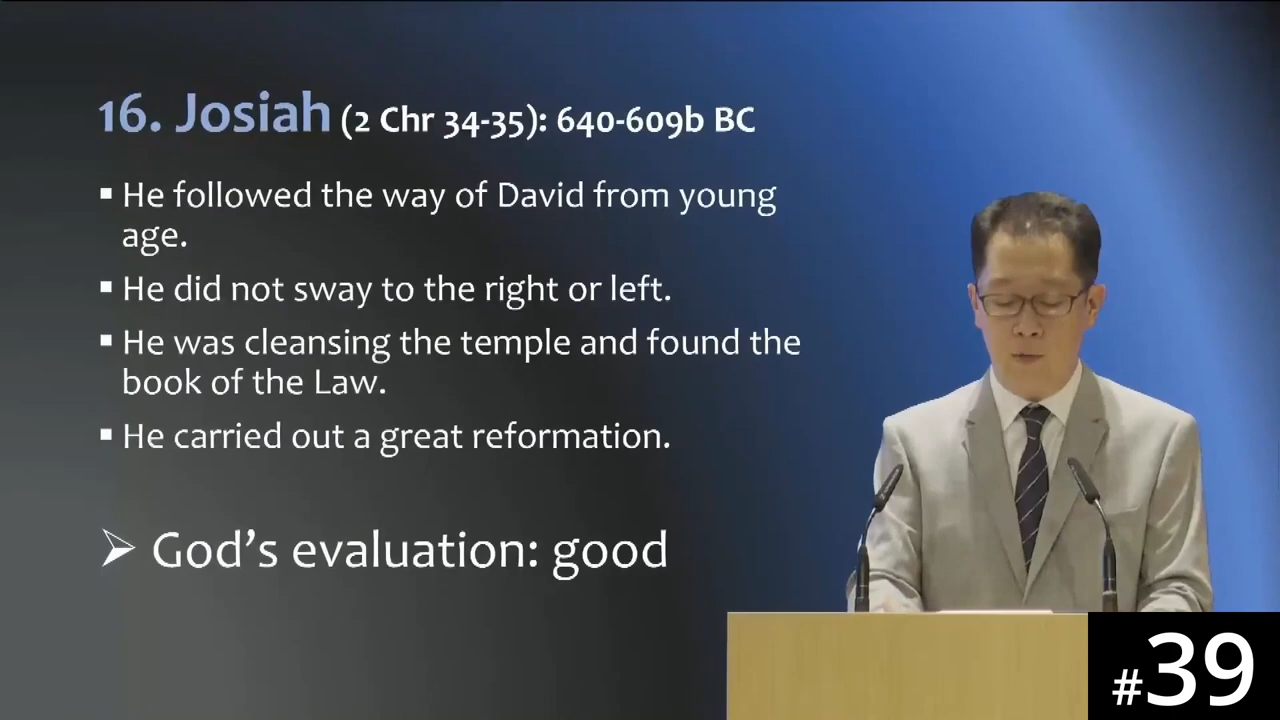 16. Josiah (2 Chr 34-35): 640-609b BC
▪ He followed the way of David from young
age.
▪ He did not sway to the right or left.
▪ He was cleansing the temple and found the
book of the Law.
▪ He carried out a great reformation.
➢ God’s evaluation: good
#39